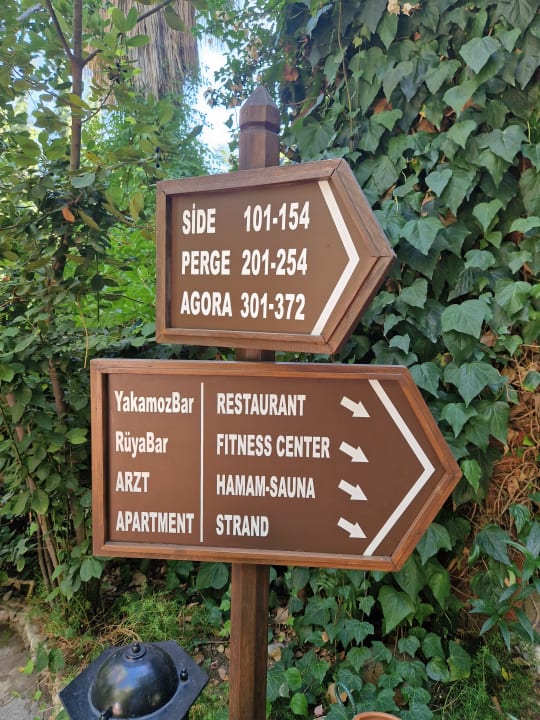 SİDE 101-154
PERGE 201-254
AGORA 301-372
YakamozBar RESTAURANT
RüyaBar FITNESS CENTER
ARZT HAMAM-SAUNA
APARTMENT STRAND